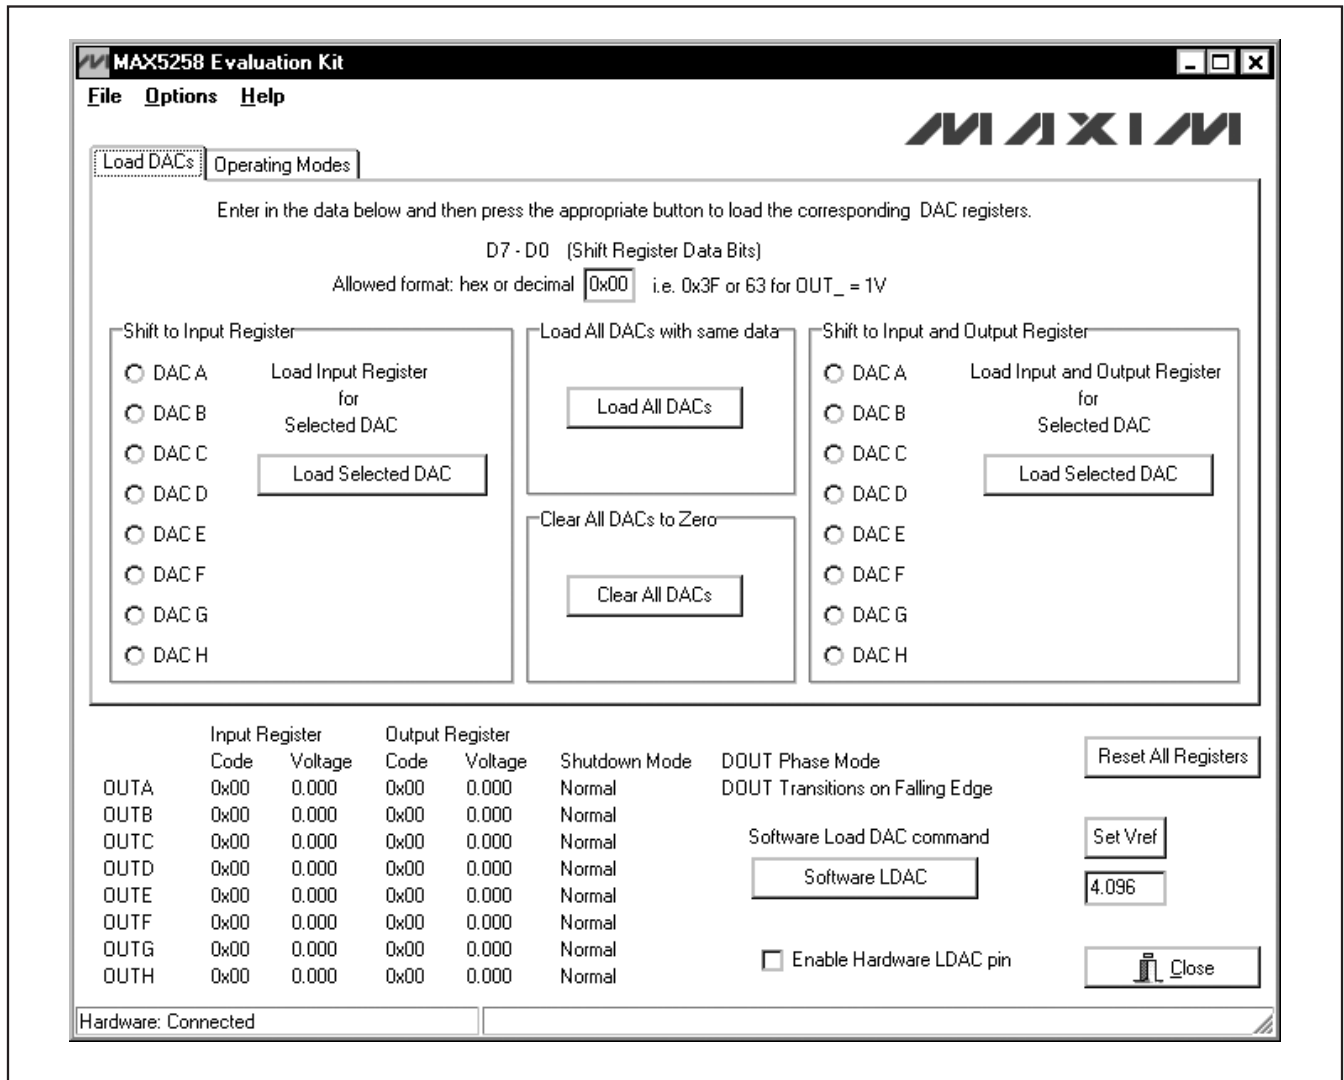 MAX5258 Evaluation Kit
File Options Help
MAXIM
Load DACs Operating Modes
Enter in the data below and then press the appropriate button to load the corresponding DAC registers.
D7 - D0 (Shift Register Data Bits)
Allowed format: hex or decimal 0x00 i.e. 0x3F or 63 for OUT_ = 1V
Shift to Input Register
DAC A
DAC B
DAC C
DAC D
DAC E
DAC F
DAC G
DAC H
Load Input Register
for
Selected DAC
Load Selected DAC
Load All DACs with same data
Load All DACs
Clear All DACs to Zero
Clear All DACs
Shift to Input and Output Register
DAC A
DAC B
DAC C
DAC D
DAC E
DAC F
DAC G
DAC H
Load Input and Output Register
for
Selected DAC
Load Selected DAC
Input Register Output Register
Code Voltage Code Voltage Shutdown Mode
OUTA 0x00 0.000 0x00 0.000 Normal
OUTB 0x00 0.000 0x00 0.000 Normal
OUTC 0x00 0.000 0x00 0.000 Normal
OUTD 0x00 0.000 0x00 0.000 Normal
OUTE 0x00 0.000 0x00 0.000 Normal
OUTF 0x00 0.000 0x00 0.000 Normal
OUTG 0x00 0.000 0x00 0.000 Normal
OUTH 0x00 0.000 0x00 0.000 Normal
DOUT Phase Mode
DOUT Transitions on Falling Edge
Software Load DAC command
Software LDAC
Enable Hardware LDAC pin
Reset All Registers
Set Vref
4.096
Close
Hardware: Connected